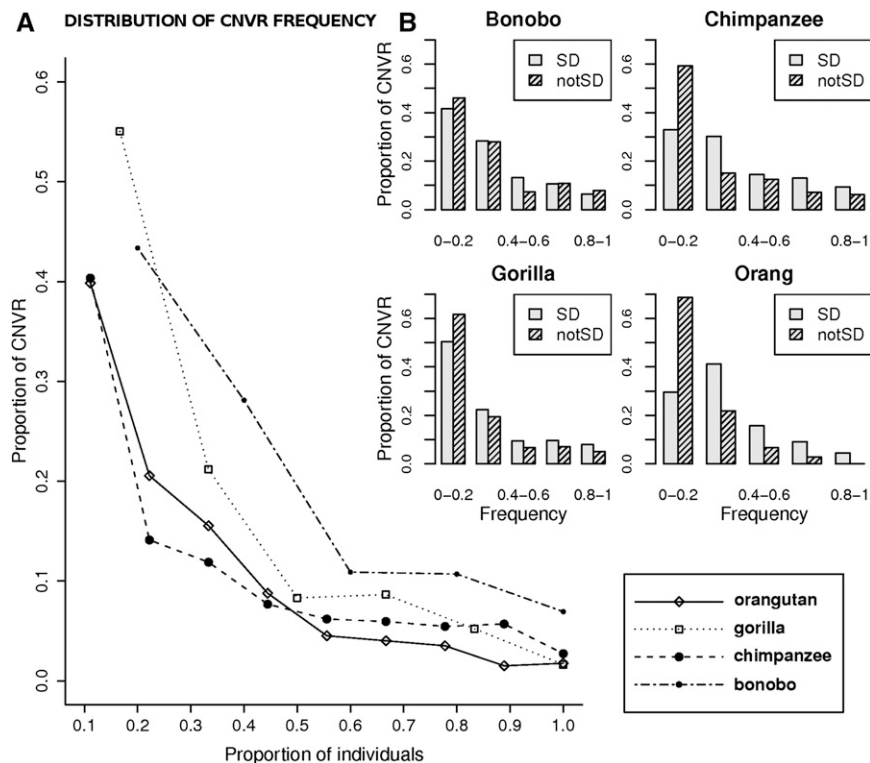 A DISTRIBUTION OF CNVR FREQUENCY
Proportion of CNVR
0.6
0.5
0.4
0.3
0.2
0.1
0.0
0.1 0.2 0.3 0.4 0.5 0.6 0.7 0.8 0.9 1.0
Proportion of individuals
B
Bonobo
Proportion of CNVR
0.6
0.4
0.2
0.0
SD
notSD
0-0.2 0.4-0.6 0.8-1
Chimpanzee
0.6
0.4
0.2
0.0
SD
notSD
0-0.2 0.4-0.6 0.8-1
Gorilla
Proportion of CNVR
0.6
0.4
0.2
0.0
SD
notSD
0-0.2 0.4-0.6 0.8-1
Frequency
Orang
0.6
0.4
0.2
0.0
SD
notSD
0-0.2 0.4-0.6 0.8-1
Frequency
orangutan
gorilla
chimpanzee
bonobo